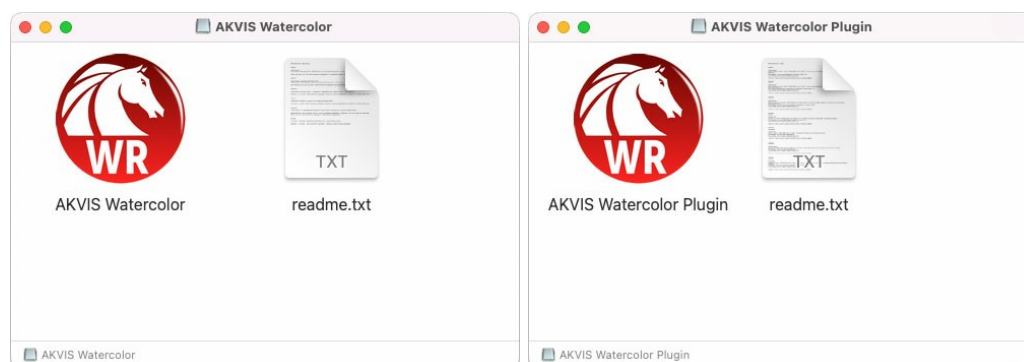 AKVIS Watercolor
WR
TXT
AKVIS Watercolor
readme.txt
AKVIS Watercolor
AKVIS Watercolor Plugin
WR
TXT
AKVIS Watercolor Plugin
readme.txt
AKVIS Watercolor Plugin